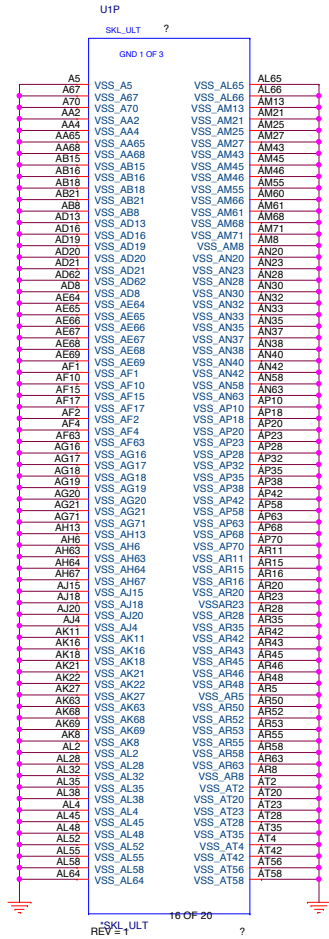 U1P
SKL_ULT ?
GND 1 OF 3
A5 VSS_A5 VSS_AL65 AL65
A67 VSS_A67 VSS_AL66 AL66
A70 VSS_A70 VSS_AM13 AM13
AA2 VSS_AA2 VSS_AM21 AM21
AA4 VSS_AA4 VSS_AM25 AM25
AA65 VSS_AA65 VSS_AM27 AM27
AA68 VSS_AA68 VSS_AM43 AM43
AB15 VSS_AB15 VSS_AM45 AM45
AB16 VSS_AB16 VSS_AM46 AM46
AB18 VSS_AB18 VSS_AM55 AM55
AB21 VSS_AB21 VSS_AM66 AM60
AB8 VSS_AB8 VSS_AM61 AM61
AD13 VSS_AD13 VSS_AM68 AM68
AD16 VSS_AD16 VSS_AM71 AM71
AD19 VSS_AD19 VSS_AM8 AM8
AD20 VSS_AD20 VSS_AN20 AN20
AD21 VSS_AD21 VSS_AN23 AN23
AD62 VSS_AD62 VSS_AN28 AN28
AD8 VSS_AD8 VSS_AN30 AN30
AE64 VSS_AE64 VSS_AN32 AN32
AE65 VSS_AE65 VSS_AN33 AN33
AE66 VSS_AE66 VSS_AN35 AN35
AE67 VSS_AE67 VSS_AN37 AN37
AE68 VSS_AE68 VSS_AN38 AN38
AE69 VSS_AE69 VSS_AN40 AN40
AF1 VSS_AF1 VSS_AN42 AN42
AF10 VSS_AF10 VSS_AN58 AN58
AF15 VSS_AF15 VSS_AN63 AN63
AF17 VSS_AF17 VSS_AP10 AP10
AF2 VSS_AF2 VSS_AP18 AP18
AF4 VSS_AF4 VSS_AP20 AP20
AF63 VSS_AF63 VSS_AP23 AP23
AG16 VSS_AG16 VSS_AP28 AP28
AG17 VSS_AG17 VSS_AP32 AP32
AG18 VSS_AG18 VSS_AP35 AP35
AG19 VSS_AG19 VSS_AP38 AP38
AG20 VSS_AG20 VSS_AP42 AP42
AG21 VSS_AG21 VSS_AP58 AP58
AG71 VSS_AG71 VSS_AP63 AP63
AH13 VSS_AH13 VSS_AP68 AP68
AH6 VSS_AH6 VSS_AP70 AP70
AH63 VSS_AH63 VSS_AR11 AR11
AH64 VSS_AH64 VSS_AR15 AR15
AH67 VSS_AH67 VSS_AR16 AR16
AJ15 VSS_AJ15 VSS_AR20 AR20
AJ18 VSS_AJ18 VSSAR23 AR23
AJ20 VSS_AJ20 VSS_AR28 AR28
AJ4 VSS_AJ4 VSS_AR35 AR35
AK11 VSS_AK11 VSS_AR42 AR42
AK16 VSS_AK16 VSS_AR43 AR43
AK18 VSS_AK18 VSS_AR45 AR45
AK21 VSS_AK21 VSS_AR46 AR46
AK22 VSS_AK22 VSS_AR48 AR48
AK27 VSS_AK27 VSS_AR5 AR5
AK63 VSS_AK63 VSS_AR50 AR50
AK68 VSS_AK68 VSS_AR52 AR52
AK69 VSS_AK69 VSS_AR53 AR53
AK8 VSS_AK8 VSS_AR55 AR55
AL2 VSS_AL2 VSS_AR58 AR58
AL28 VSS_AL28 VSS_AR63 AR63
AL32 VSS_AL32 VSS_AR8 AR8
AL35 VSS_AL35 VSS_AT2 AT2
AL38 VSS_AL38 VSS_AT20 AT20
AL4 VSS_AL4 VSS_AT23 AT23
AL45 VSS_AL45 VSS_AT28 AT28
AL48 VSS_AL48 VSS_AT35 AT35
AL52 VSS_AL52 VSS_AT4 AT4
AL55 VSS_AL55 VSS_AT42 AT42
AL58 VSS_AL58 VSS_AT56 AT56
AL64 VSS_AL64 VSS_AT58 AT58
16 OF 20
*SKL_ULT
REV = 1 ?